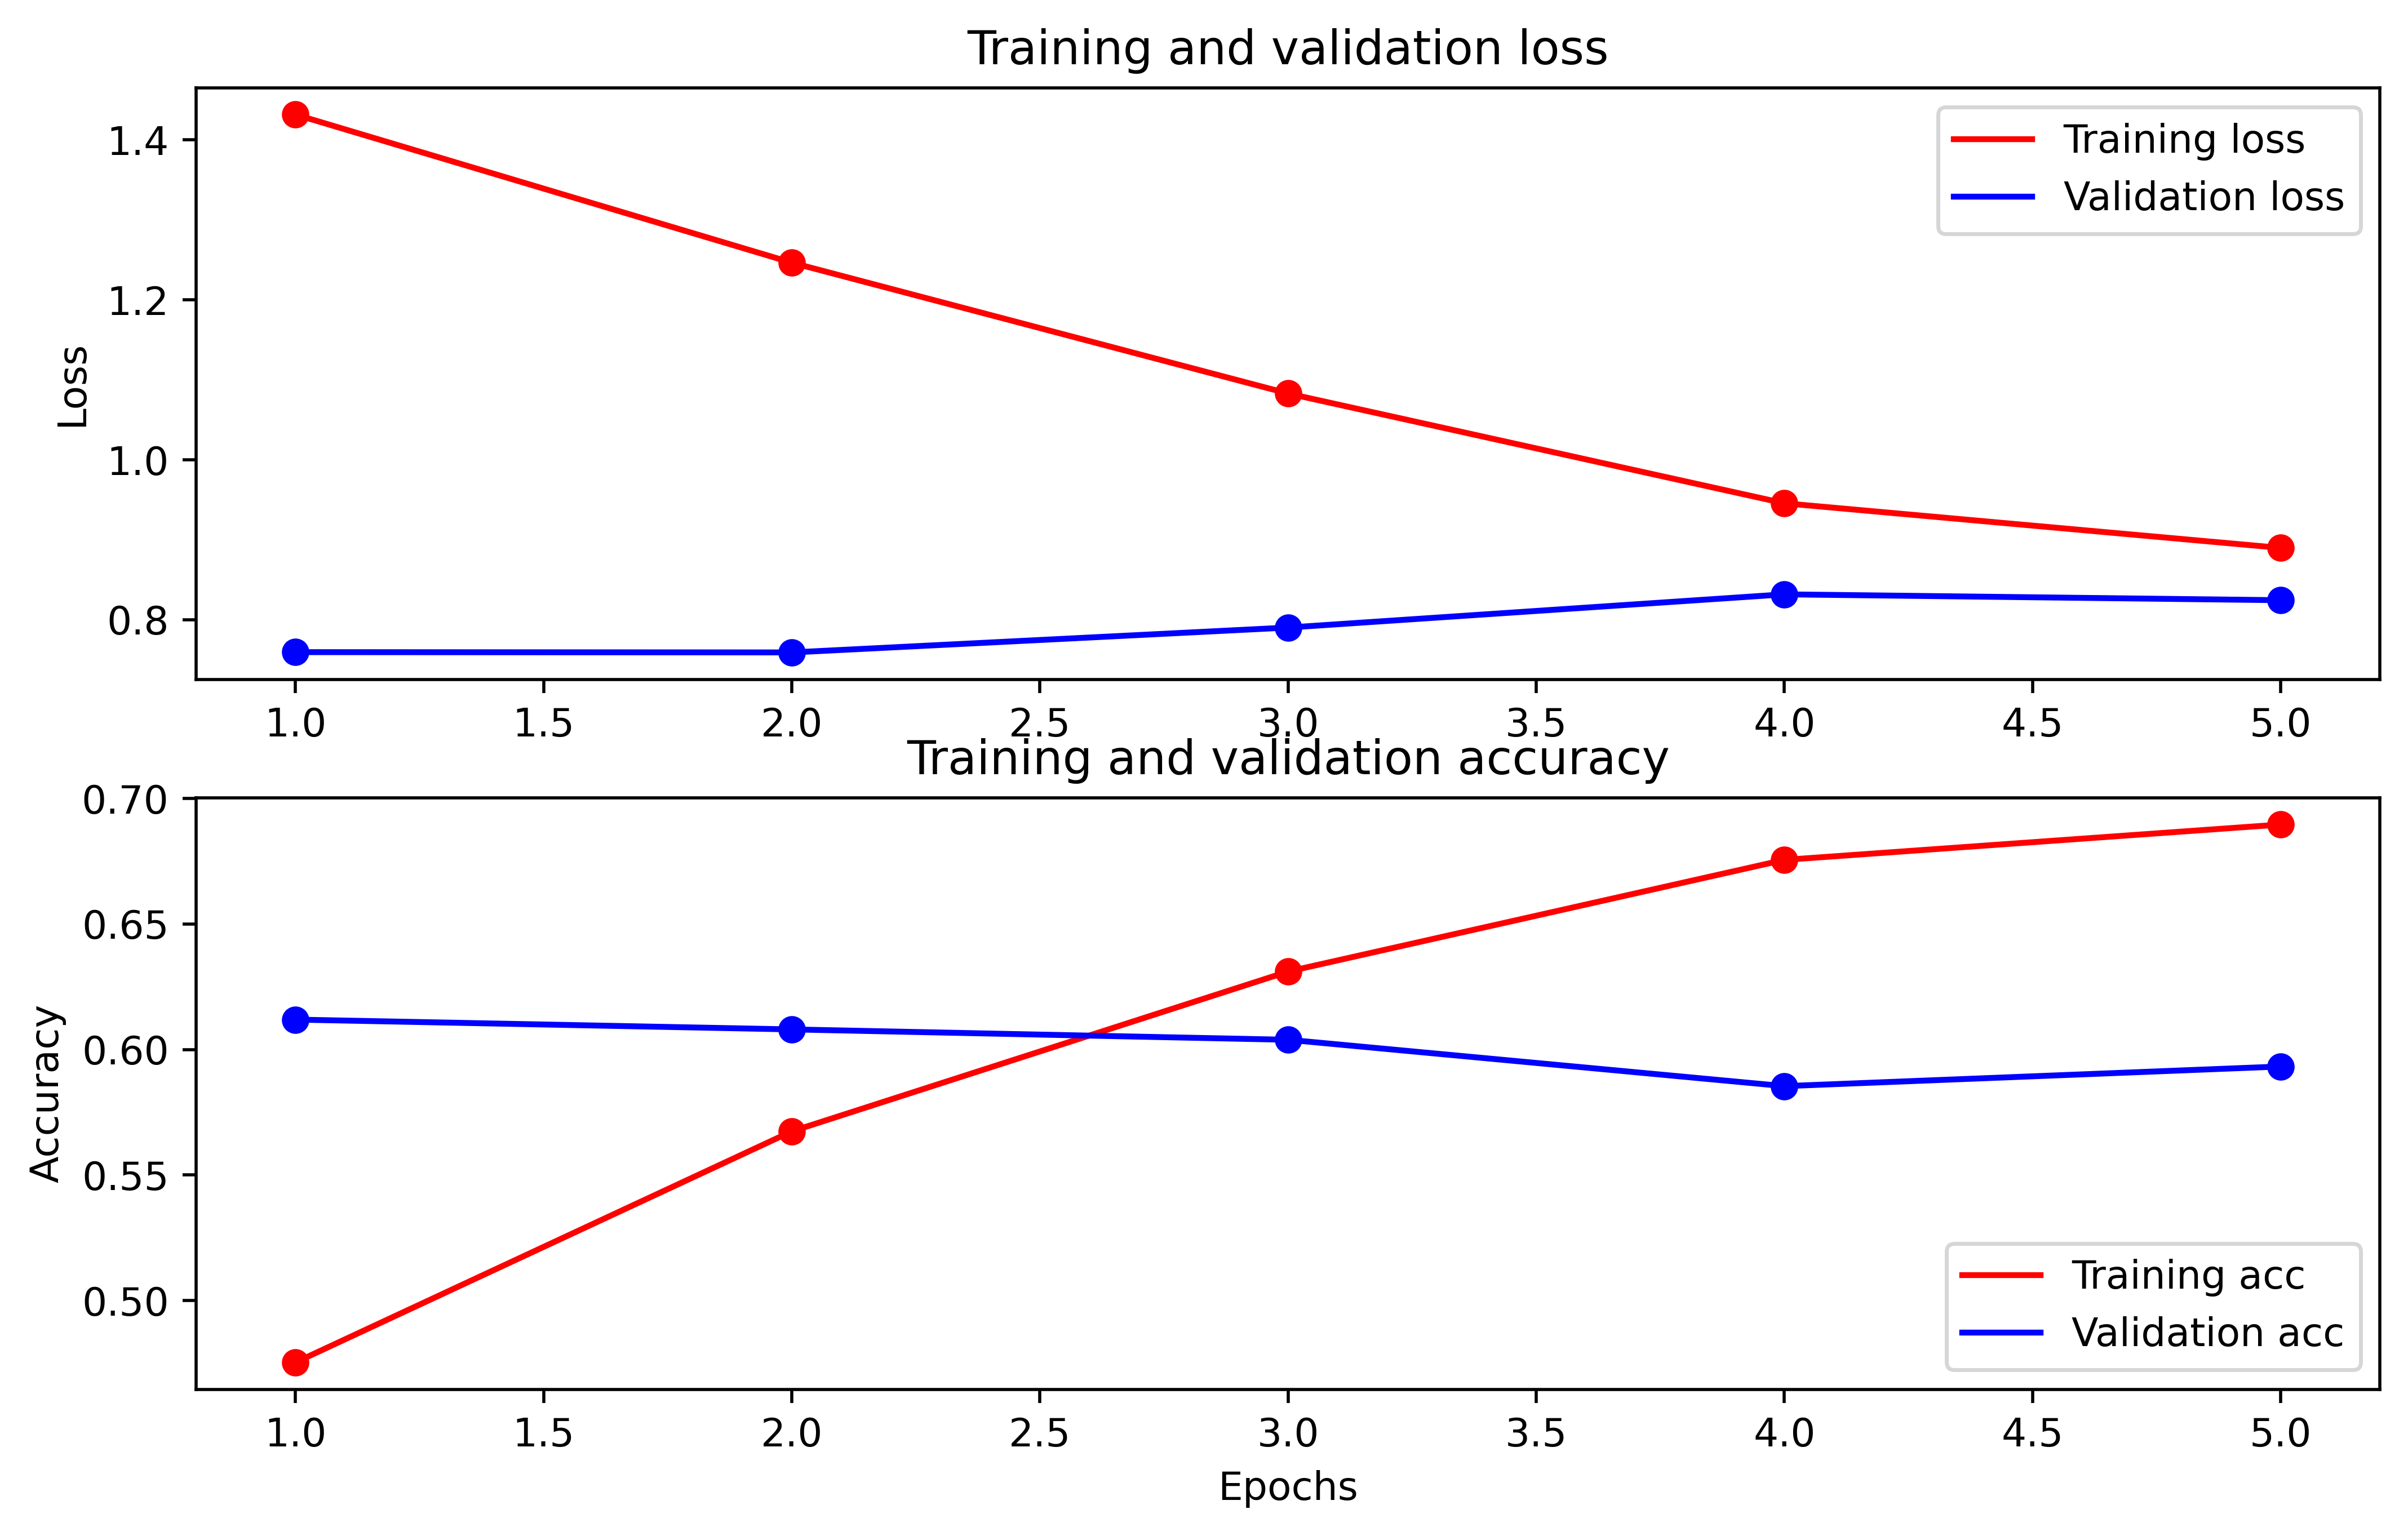 Training and validation loss
1.4
1.2
1.0
0.8
Loss
Training loss
Validation loss
1.0 1.5 2.0 2.5 3.0 3.5 4.0 4.5 5.0
Training and validation accuracy
0.70
0.65
0.60
0.55
0.50
Accuracy
Training acc
Validation acc
1.0 1.5 2.0 2.5 3.0 3.5 4.0 4.5 5.0
Epochs